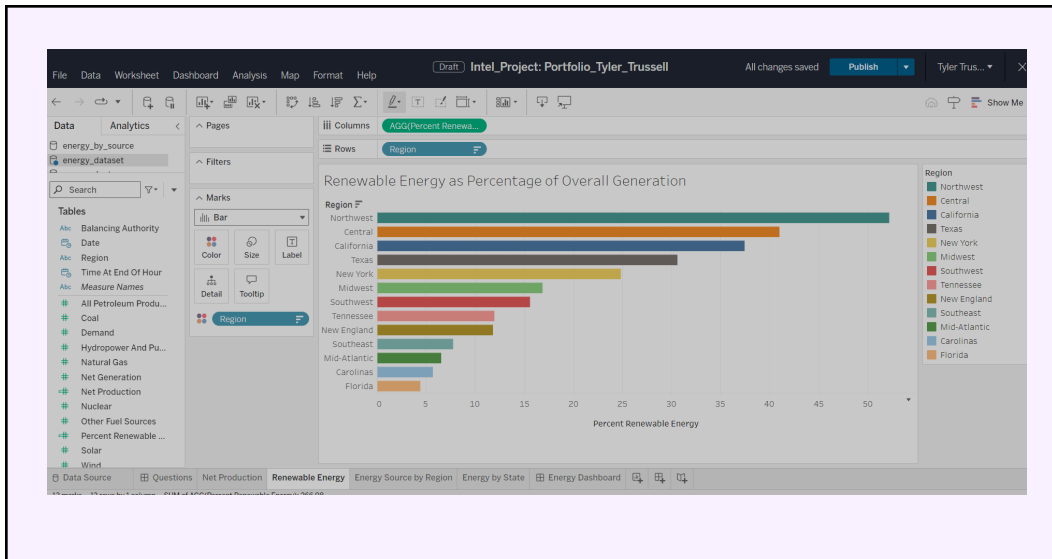 Draft Intel_Project: Portfolio_Tyler_Trussell
All changes saved
Publish
Tyler Trus...
File Data Worksheet Dashboard Analysis Map Format Help
Show Me
Data Analytics
energy_by_source
energy_dataset
Search
Tables
Abc Balancing Authority
Date
Abc Region
Time At End Of Hour
Abc Measure Names
# All Petroleum Produ...
# Coal
# Demand
# Hydropower And Pu...
# Natural Gas
# Net Generation
=# Net Production
# Nuclear
# Other Fuel Sources
=# Percent Renewable ...
# Solar
# Wind
Pages
Filters
Marks
Bar
Color Size Label
Detail Tooltip
Region
Columns AGG(Percent Renewa...
Rows Region
Renewable Energy as Percentage of Overall Generation
Region
Northwest
Central
California
Texas
New York
Midwest
Southwest
Tennessee
New England
Southeast
Mid-Atlantic
Carolinas
Florida
0 5 10 15 20 25 30 35 40 45 50
Percent Renewable Energy
Region
Northwest
Central
California
Texas
New York
Midwest
Southwest
Tennessee
New England
Southeast
Mid-Atlantic
Carolinas
Florida
Data Source Questions Net Production Renewable Energy Energy Source by Region Energy by State Energy Dashboard